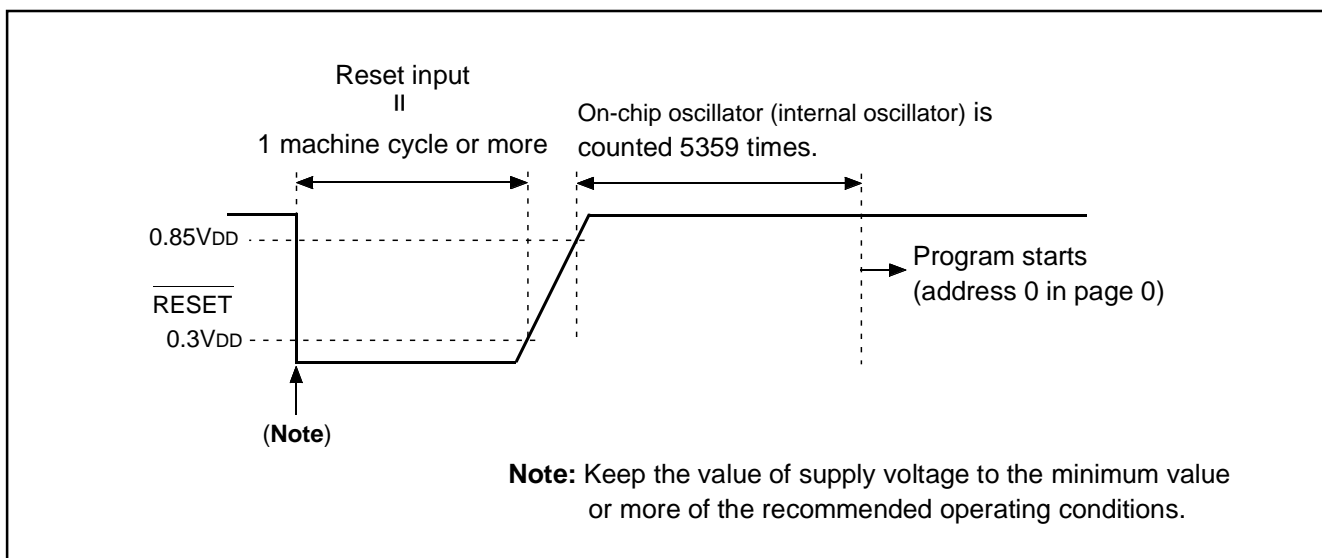 Reset input
=
1 machine cycle or more
On-chip oscillator (internal oscillator) is
counted 5359 times.
0.85VDD
RESET
0.3VDD
Program starts
(address 0 in page 0)
(Note)
Note: Keep the value of supply voltage to the minimum value
or more of the recommended operating conditions.